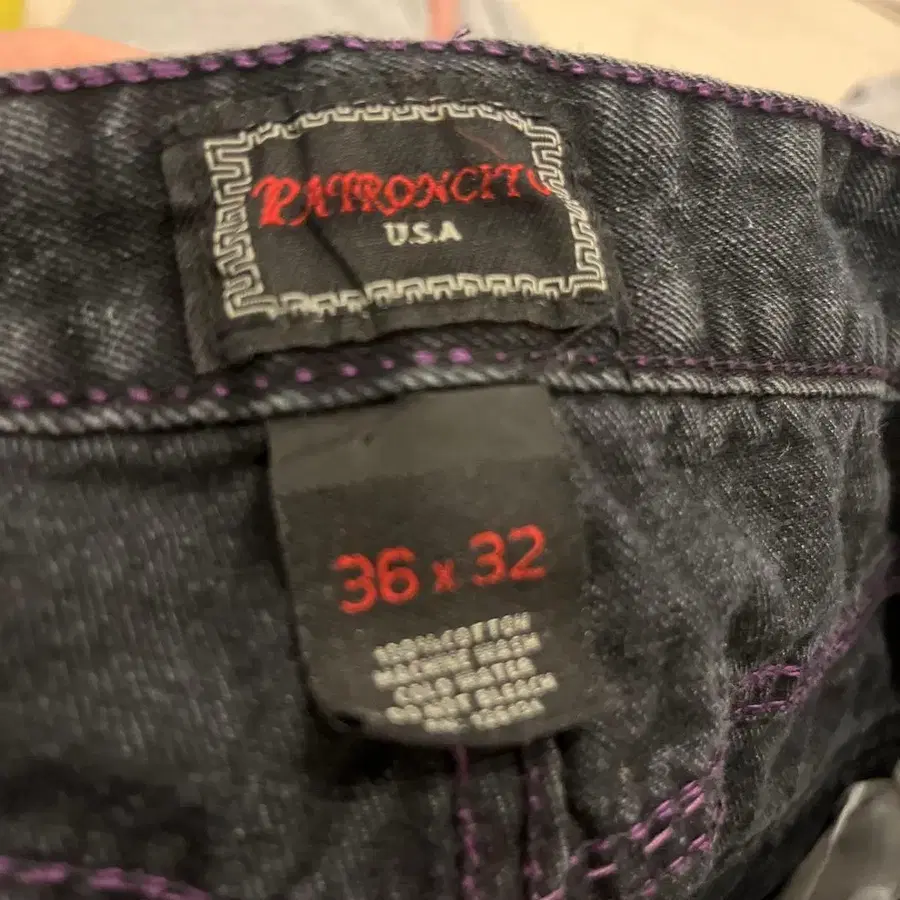 PATRONCITO
U.S.A
36 x 32
100% COTTON
MACHINE WASH
COLD WATER
DO NOT BLEACH